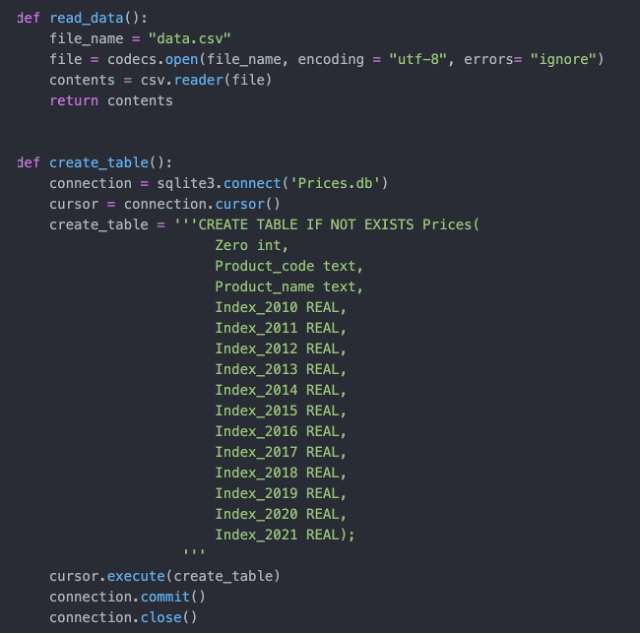 def read_data():
    file_name = "data.csv"
    file = codecs.open(file_name, encoding = "utf-8", errors= "ignore")
    contents = csv.reader(file)
    return contents
def create_table():
    connection = sqlite3.connect('Prices.db')
    cursor = connection.cursor()
    create_table = '''CREATE TABLE IF NOT EXISTS Prices(
                        Zero int,
                        Product_code text,
                        Product_name text,
                        Index_2010 REAL,
                        Index_2011 REAL,
                        Index_2012 REAL,
                        Index_2013 REAL,
                        Index_2014 REAL,
                        Index_2015 REAL,
                        Index_2016 REAL,
                        Index_2017 REAL,
                        Index_2018 REAL,
                        Index_2019 REAL,
                        Index_2020 REAL,
                        Index_2021 REAL);
                    '''
    cursor.execute(create_table)
    connection.commit()
    connection.close()